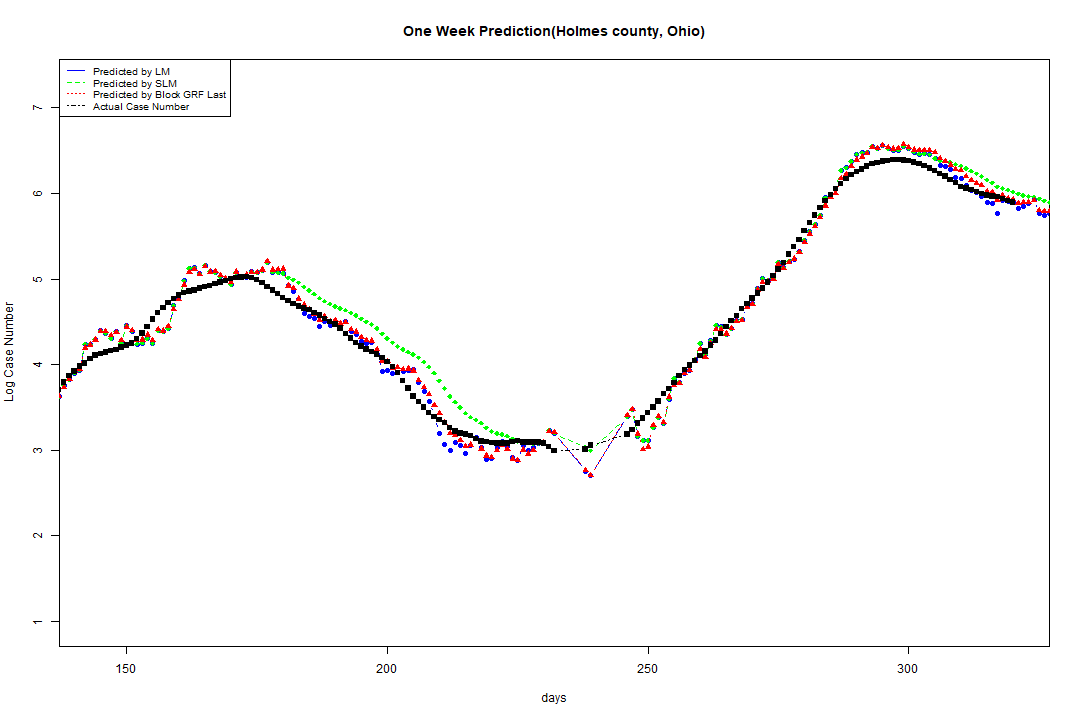 One Week Prediction(Holmes county, Ohio)
Predicted by LM
Predicted by SLM
Predicted by Block GRF Last
Actual Case Number
Log Case Number
7
6
5
4
3
2
1
150 200 250 300
days